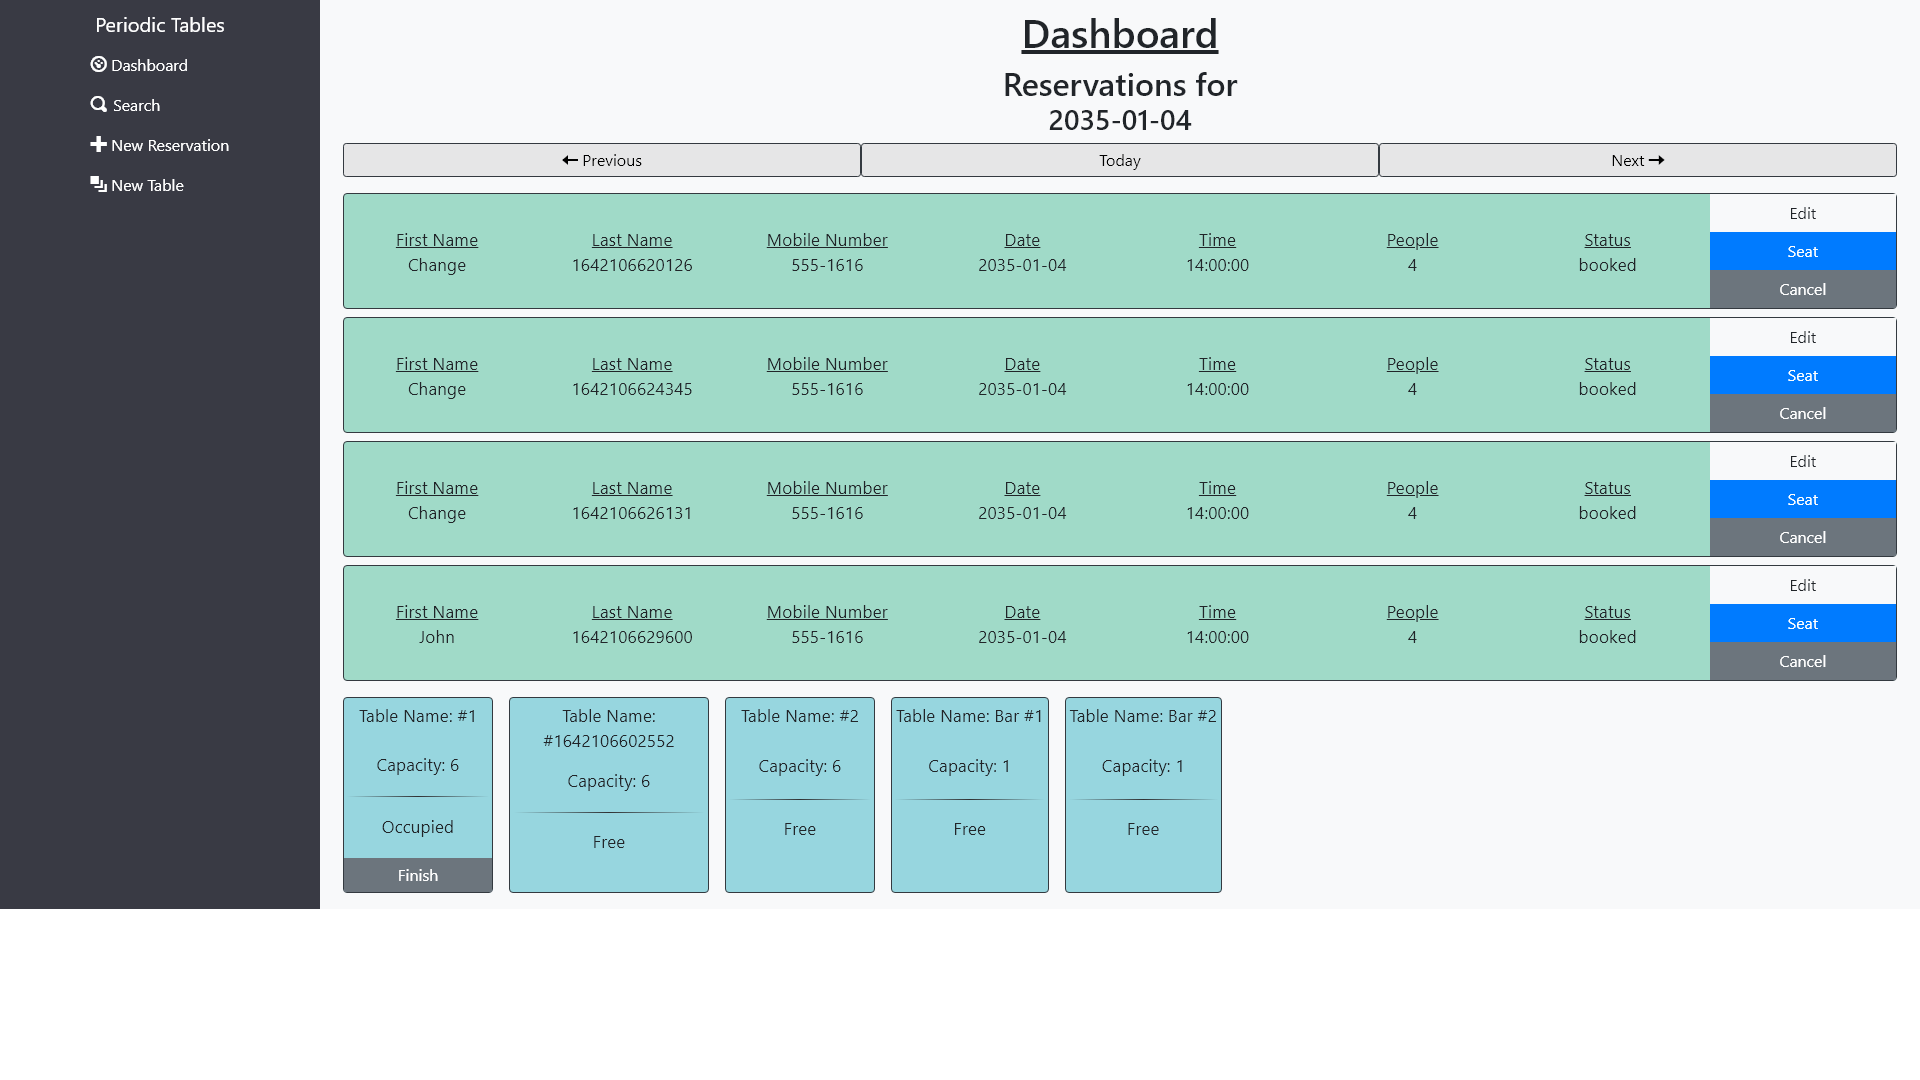 Periodic Tables
Dashboard
Search
New Reservation
New Table
Dashboard
Reservations for
2035-01-04
Previous
Today
Next
First Name Last Name Mobile Number Date Time People Status
Change 1642106620126 555-1616 2035-01-04 14:00:00 4 booked
Edit
Seat
Cancel
First Name Last Name Mobile Number Date Time People Status
Change 1642106624345 555-1616 2035-01-04 14:00:00 4 booked
Edit
Seat
Cancel
First Name Last Name Mobile Number Date Time People Status
Change 1642106626131 555-1616 2035-01-04 14:00:00 4 booked
Edit
Seat
Cancel
First Name Last Name Mobile Number Date Time People Status
John 1642106629600 555-1616 2035-01-04 14:00:00 4 booked
Edit
Seat
Cancel
Table Name: #1
Capacity: 6
Occupied
Finish
Table Name:
#1642106602552
Capacity: 6
Free
Table Name: #2
Capacity: 6
Free
Table Name: Bar #1
Capacity: 1
Free
Table Name: Bar #2
Capacity: 1
Free